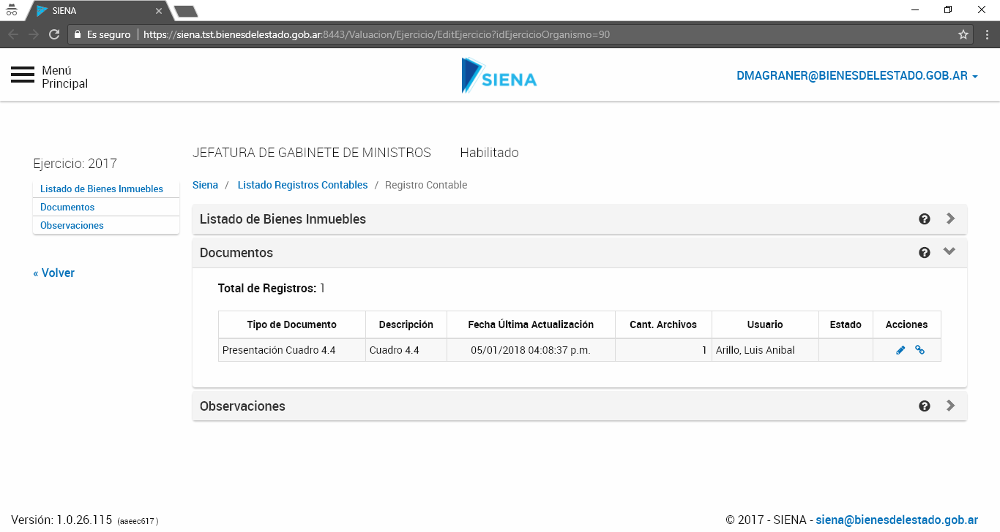 SIENA
Es seguro | https://siena.tst.bienesdelestado.gob.ar:8443/Valuacion/Ejercicio/EditEjercicio?idEjercicioOrganismo=90
Menú
Principal
SIENA
DMAGRANER@BIENESDELESTADO.GOB.AR
Ejercicio: 2017
Listado de Bienes Inmuebles
Documentos
Observaciones
« Volver
JEFATURA DE GABINETE DE MINISTROS Habilitado
Siena / Listado Registros Contables / Registro Contable
Listado de Bienes Inmuebles
Documentos
Total de Registros: 1
Tipo de Documento Descripción Fecha Última Actualización Cant. Archivos Usuario Estado Acciones
Presentación Cuadro 4.4 Cuadro 4.4 05/01/2018 04:08:37 p.m. 1 Arillo, Luis Anibal
Observaciones
Versión: 1.0.26.115 (aaeec617)
© 2017 - SIENA - siena@bienesdelestado.gob.ar